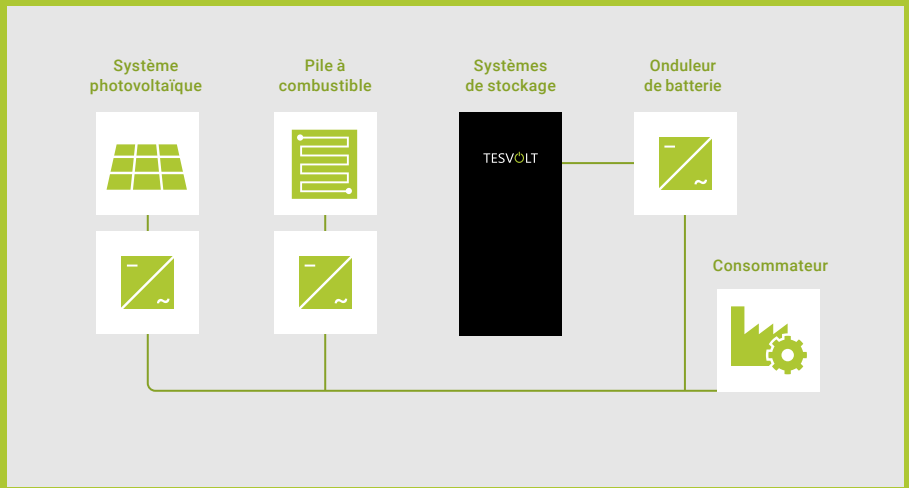 Système
photovoltaïque
Pile à
combustible
Systèmes
de stockage
Onduleur
de batterie
TESVOLT
Consommateur